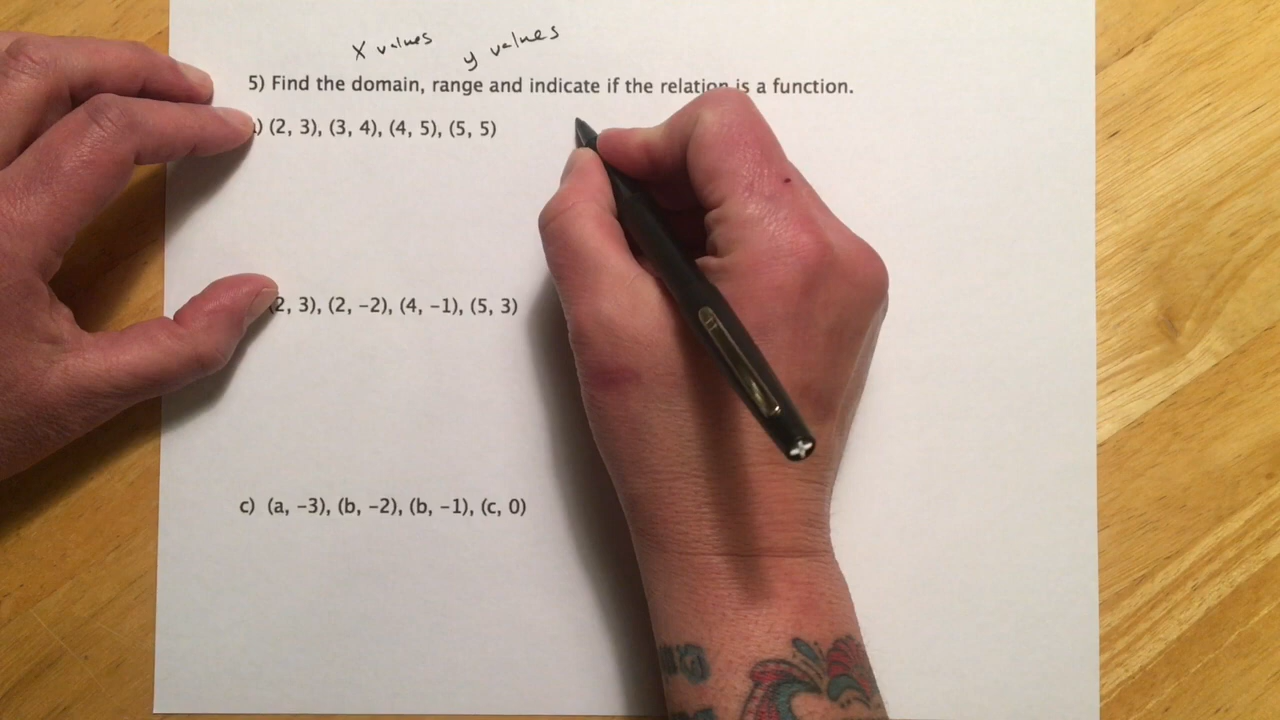 x values y values
5) Find the domain, range and indicate if the relation is a function.
) (2, 3), (3, 4), (4, 5), (5, 5)
(2, 3), (2, −2), (4, −1), (5, 3)
c) (a, −3), (b, −2), (b, −1), (c, 0)